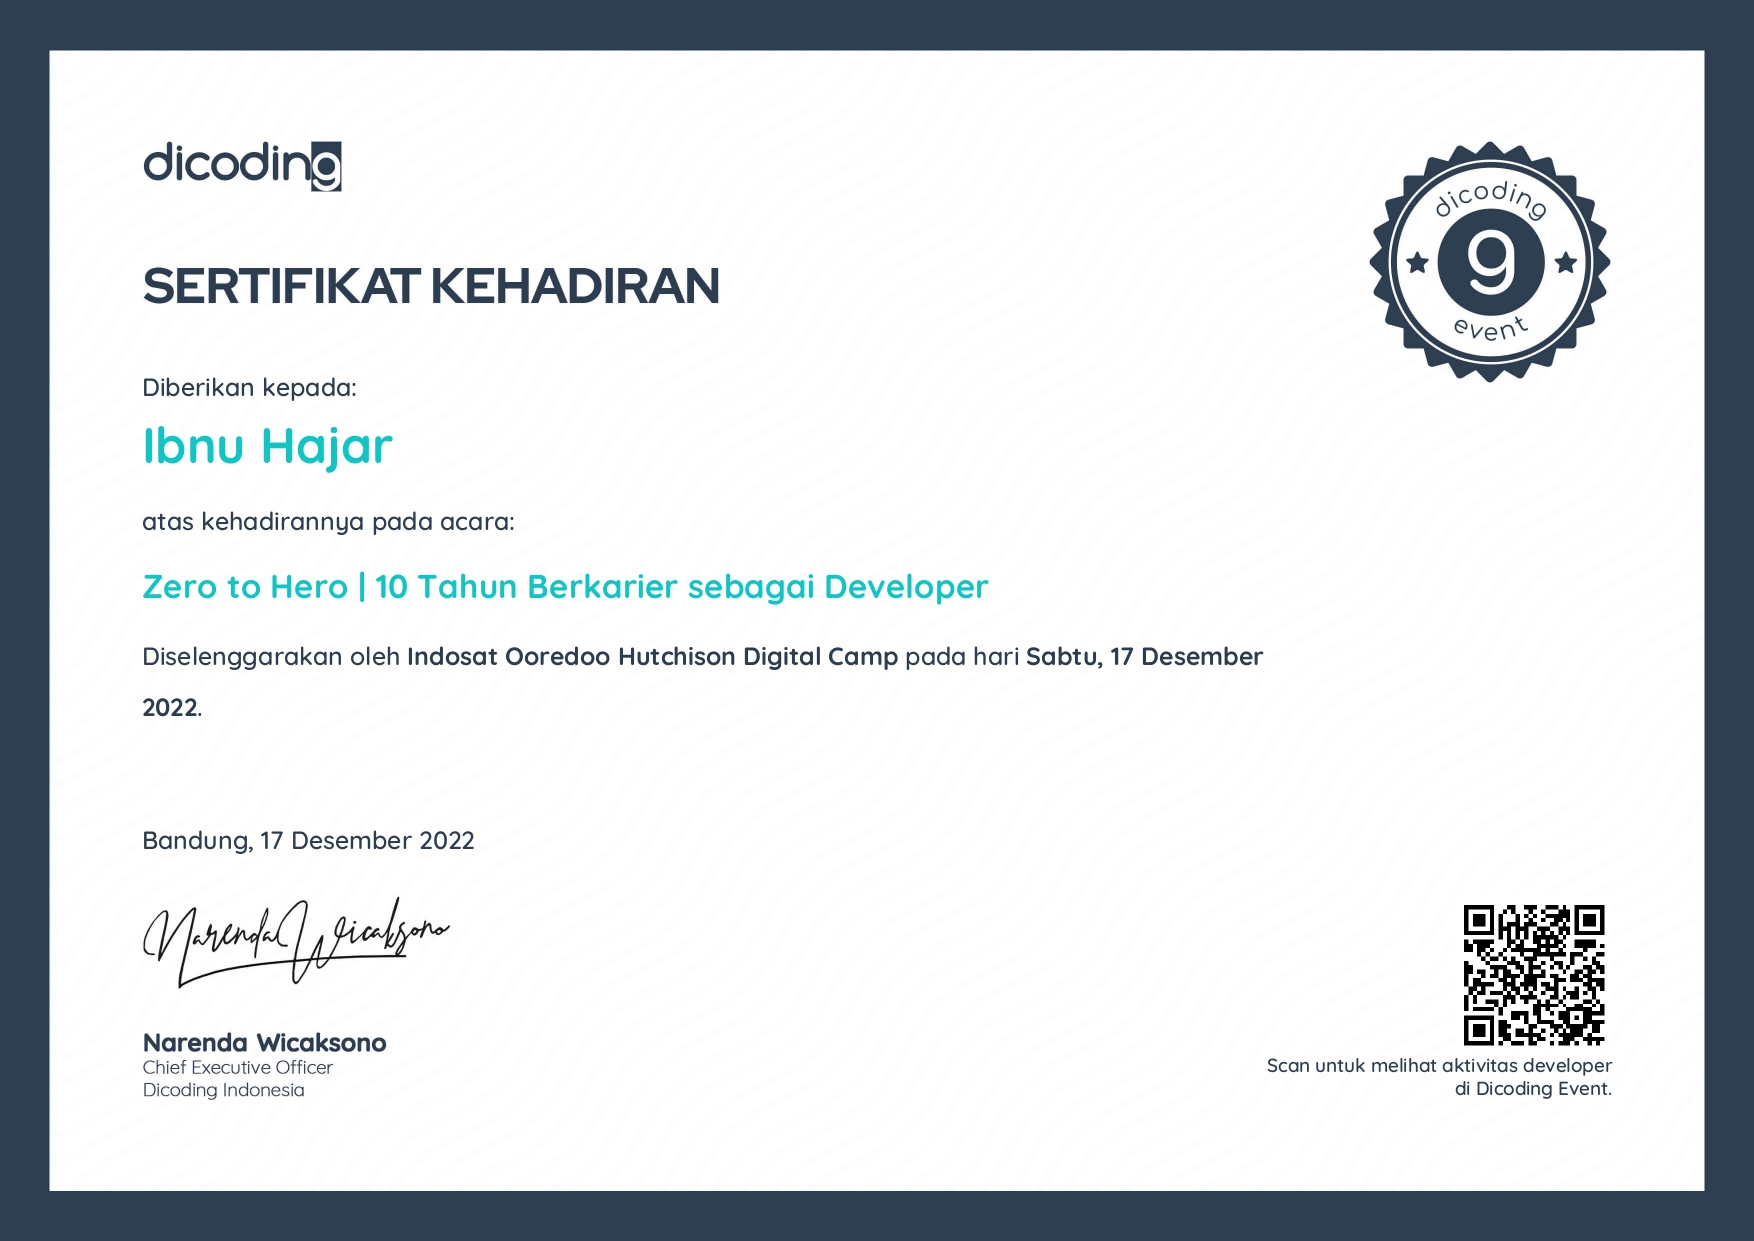 dicoding
SERTIFIKAT KEHADIRAN
dicoding
g
event
Diberikan kepada:
Ibnu Hajar
atas kehadirannya pada acara:
Zero to Hero | 10 Tahun Berkarier sebagai Developer
Diselenggarakan oleh Indosat Ooredoo Hutchison Digital Camp pada hari Sabtu, 17 Desember
2022.
Bandung, 17 Desember 2022
Narenda Wicaksono
Narenda Wicaksono
Chief Executive Officer
Dicoding Indonesia
Scan untuk melihat aktivitas developer
di Dicoding Event.